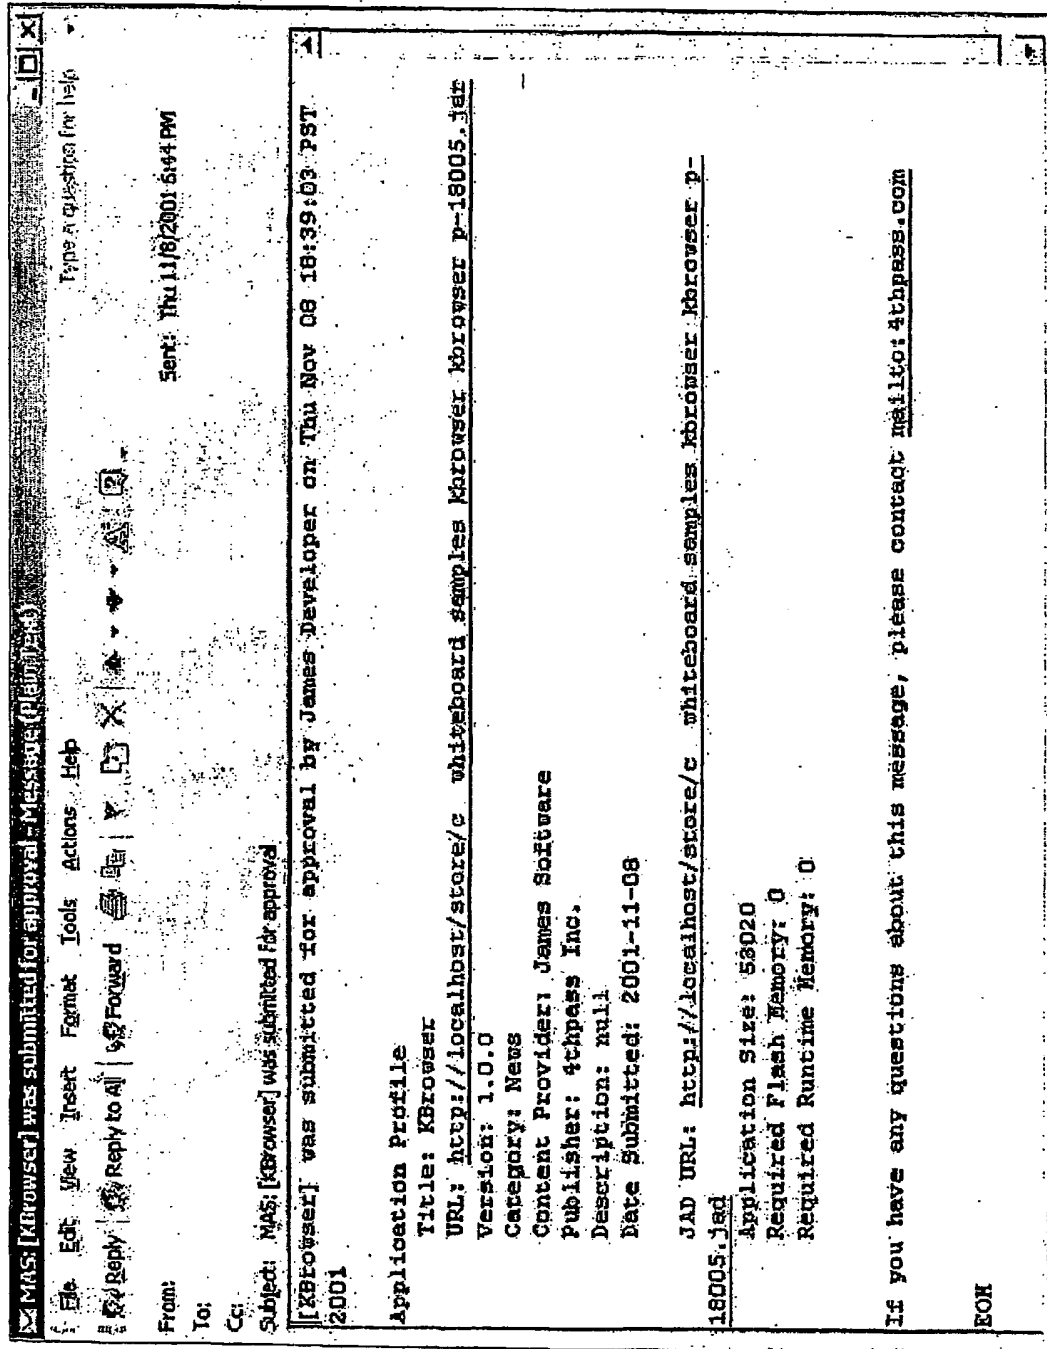 MAS: [KBrowser] was submitted for approval - Message (Plain Text)
File Edit View Insert Format Tools Actions Help Type a question for help
Reply Reply to All Forward
From:
Sent: Thu 11/8/2001 6:44 PM
To:
Cc:
Subject: MAS: [KBrowser] was submitted for approval
[KBrowser] was submitted for approval by James Developer on Thu Nov 08 18:39:03 PST
2001
Application Profile
Title: KBrowser
URL: http://localhost/store/c whiteboard samples kbrowser kbrowser p-18005.jar
Version: 1.0.0
Category: News
Content Provider: James Software
Publisher: 4thpass Inc.
Description: null
Date Submitted: 2001-11-08
JAD URL: http://localhost/store/c whiteboard samples kbrowser kbrowser p-
18005.jad
Application Size: 53020
Required Flash Memory: 0
Required Runtime Memory: 0
If you have any questions about this message, please contact mailto:4thpass.com
EOM